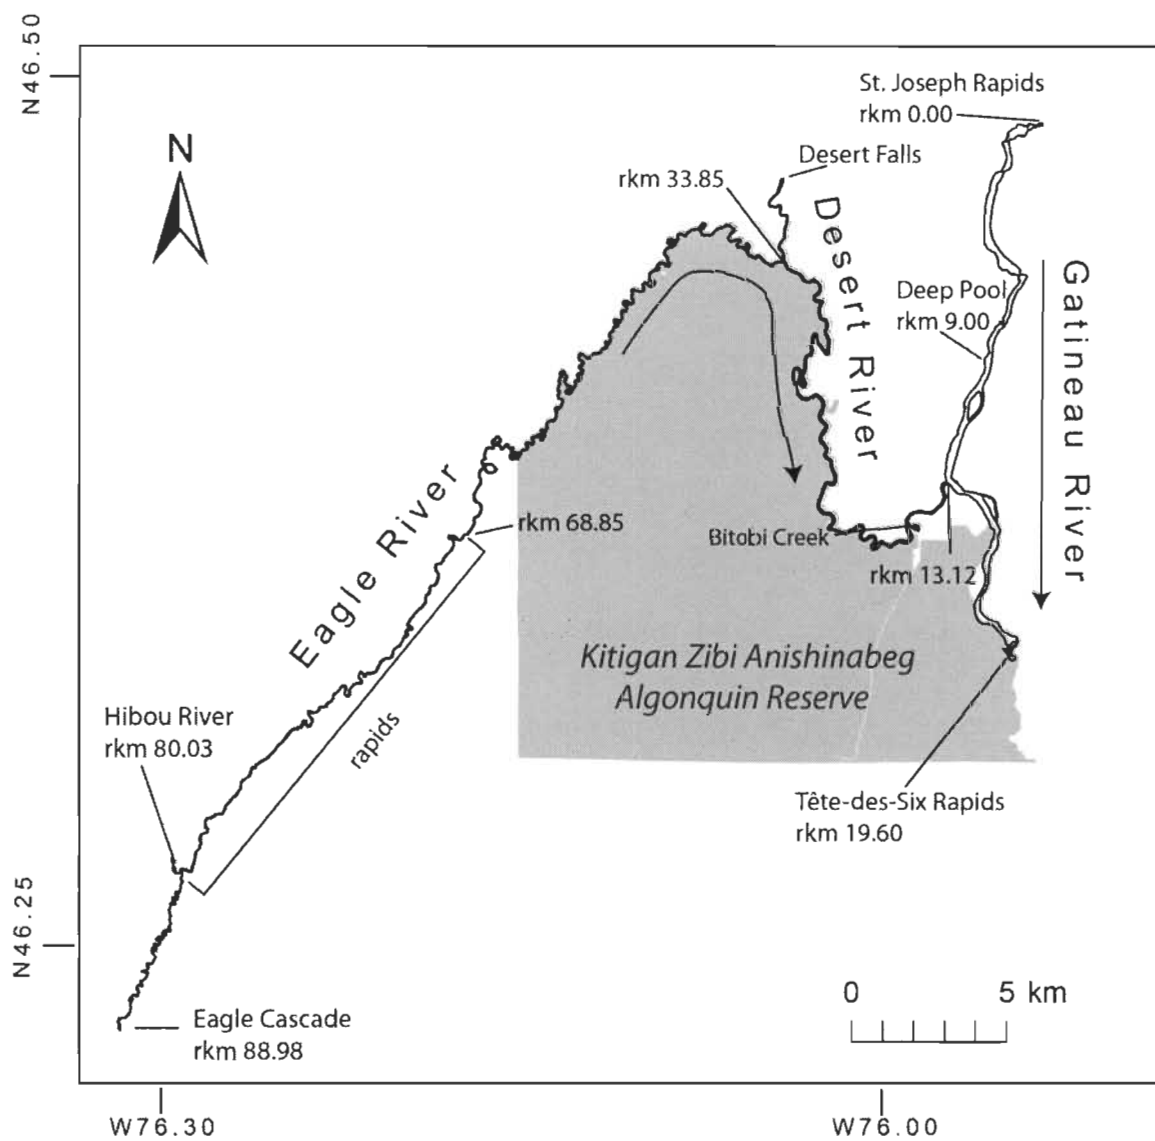 N46.50
St. Joseph Rapids
rkm 0.00
N
Desert Falls
rkm 33.85
Desert River
Gatineau River
Deep Pool
rkm 9.00
Eagle River
rkm 68.85
Bitobi Creek
rkm 13.12
Kitigan Zibi Anishinabeg
Algonquin Reserve
Hibou River
rkm 80.03
rapids
Tête-des-Six Rapids
rkm 19.60
N46.25
0 5 km
Eagle Cascade
rkm 88.98
W76.30 W76.00